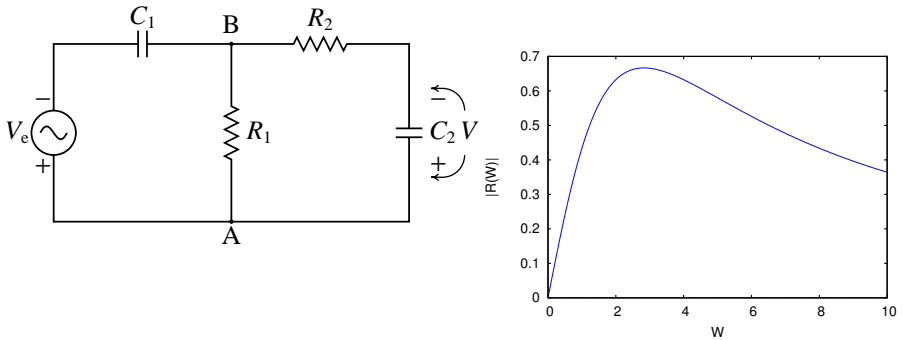 C₁
B
R₂
−
Vₑ
+
R₁
−
C₂ V
+
A
0.7
0.6
0.5
0.4
0.3
0.2
0.1
0
|R(W)|
0 2 4 6 8 10
W